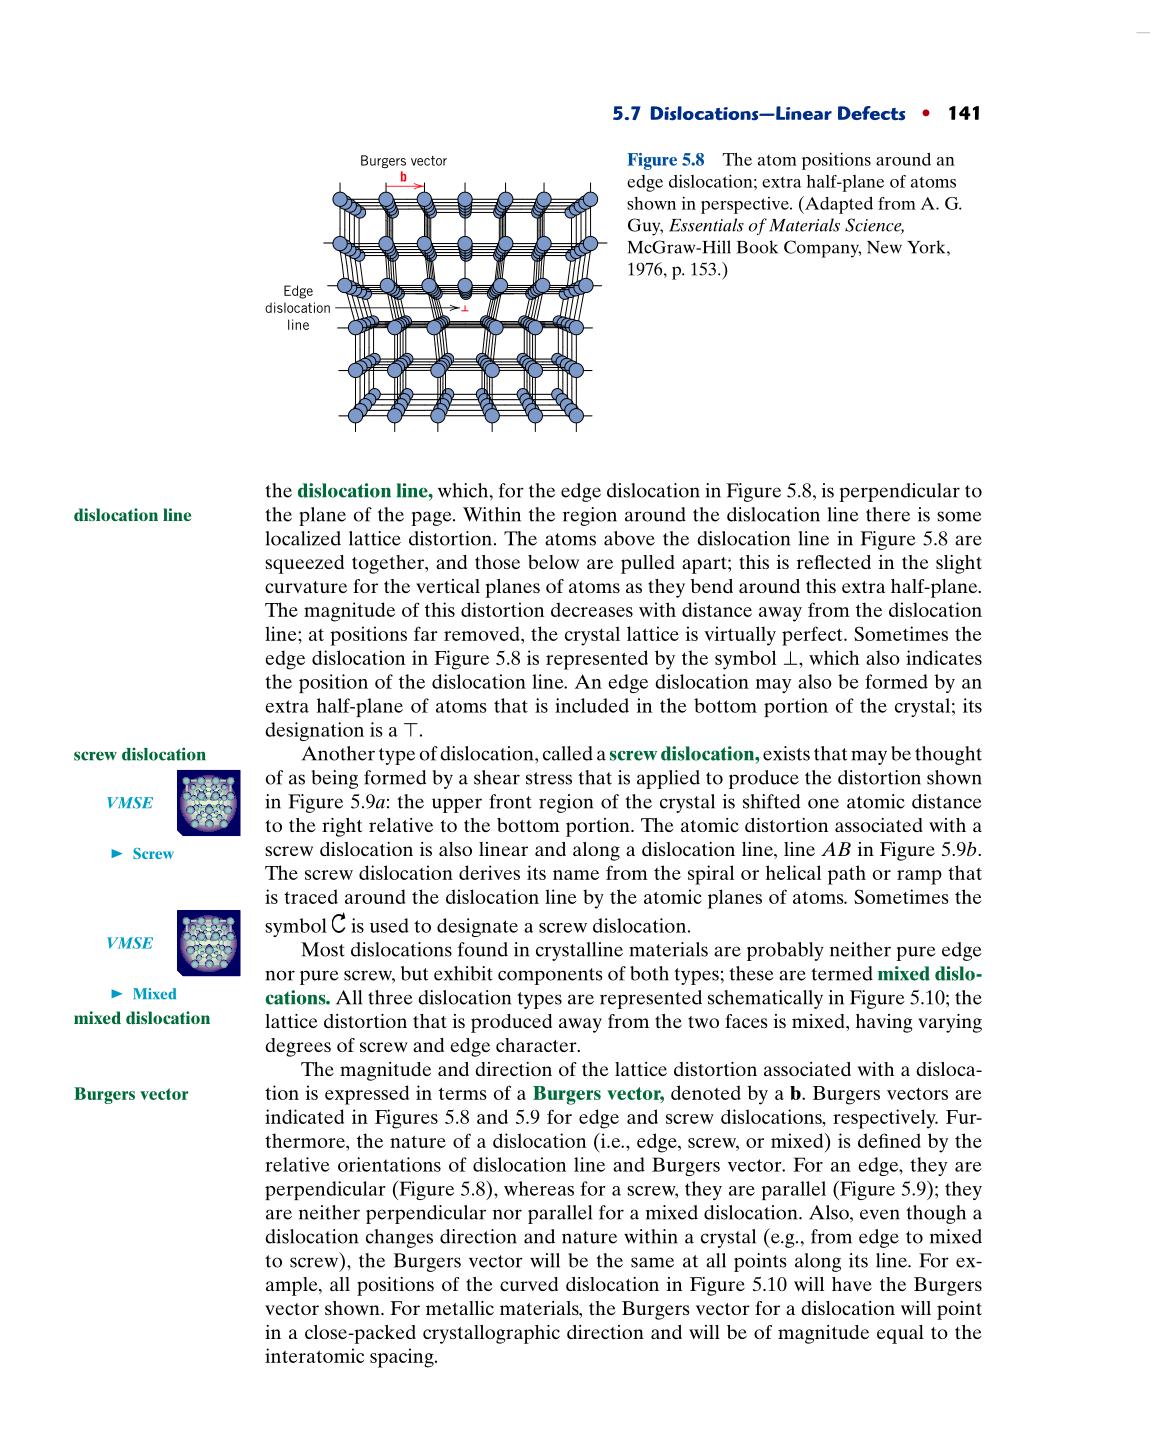 5.7 Dislocations—Linear Defects • 141
Burgers vector
b
Edge
dislocation
line
⊥
Figure 5.8 The atom positions around an
edge dislocation; extra half-plane of atoms
shown in perspective. (Adapted from A. G.
Guy, Essentials of Materials Science,
McGraw-Hill Book Company, New York,
1976, p. 153.)
the dislocation line, which, for the edge dislocation in Figure 5.8, is perpendicular to
dislocation line
the plane of the page. Within the region around the dislocation line there is some
localized lattice distortion. The atoms above the dislocation line in Figure 5.8 are
squeezed together, and those below are pulled apart; this is reflected in the slight
curvature for the vertical planes of atoms as they bend around this extra half-plane.
The magnitude of this distortion decreases with distance away from the dislocation
line; at positions far removed, the crystal lattice is virtually perfect. Sometimes the
edge dislocation in Figure 5.8 is represented by the symbol ⊥, which also indicates
the position of the dislocation line. An edge dislocation may also be formed by an
extra half-plane of atoms that is included in the bottom portion of the crystal; its
designation is a ⊤.
screw dislocation
Another type of dislocation, called a screw dislocation, exists that may be thought
of as being formed by a shear stress that is applied to produce the distortion shown
VMSE
in Figure 5.9a: the upper front region of the crystal is shifted one atomic distance
to the right relative to the bottom portion. The atomic distortion associated with a
► Screw
screw dislocation is also linear and along a dislocation line, line AB in Figure 5.9b.
The screw dislocation derives its name from the spiral or helical path or ramp that
is traced around the dislocation line by the atomic planes of atoms. Sometimes the
symbol ↻ is used to designate a screw dislocation.
VMSE
Most dislocations found in crystalline materials are probably neither pure edge
nor pure screw, but exhibit components of both types; these are termed mixed dislo-
► Mixed
cations. All three dislocation types are represented schematically in Figure 5.10; the
mixed dislocation
lattice distortion that is produced away from the two faces is mixed, having varying
degrees of screw and edge character.
The magnitude and direction of the lattice distortion associated with a disloca-
Burgers vector
tion is expressed in terms of a Burgers vector, denoted by a b. Burgers vectors are
indicated in Figures 5.8 and 5.9 for edge and screw dislocations, respectively. Fur-
thermore, the nature of a dislocation (i.e., edge, screw, or mixed) is defined by the
relative orientations of dislocation line and Burgers vector. For an edge, they are
perpendicular (Figure 5.8), whereas for a screw, they are parallel (Figure 5.9); they
are neither perpendicular nor parallel for a mixed dislocation. Also, even though a
dislocation changes direction and nature within a crystal (e.g., from edge to mixed
to screw), the Burgers vector will be the same at all points along its line. For ex-
ample, all positions of the curved dislocation in Figure 5.10 will have the Burgers
vector shown. For metallic materials, the Burgers vector for a dislocation will point
in a close-packed crystallographic direction and will be of magnitude equal to the
interatomic spacing.